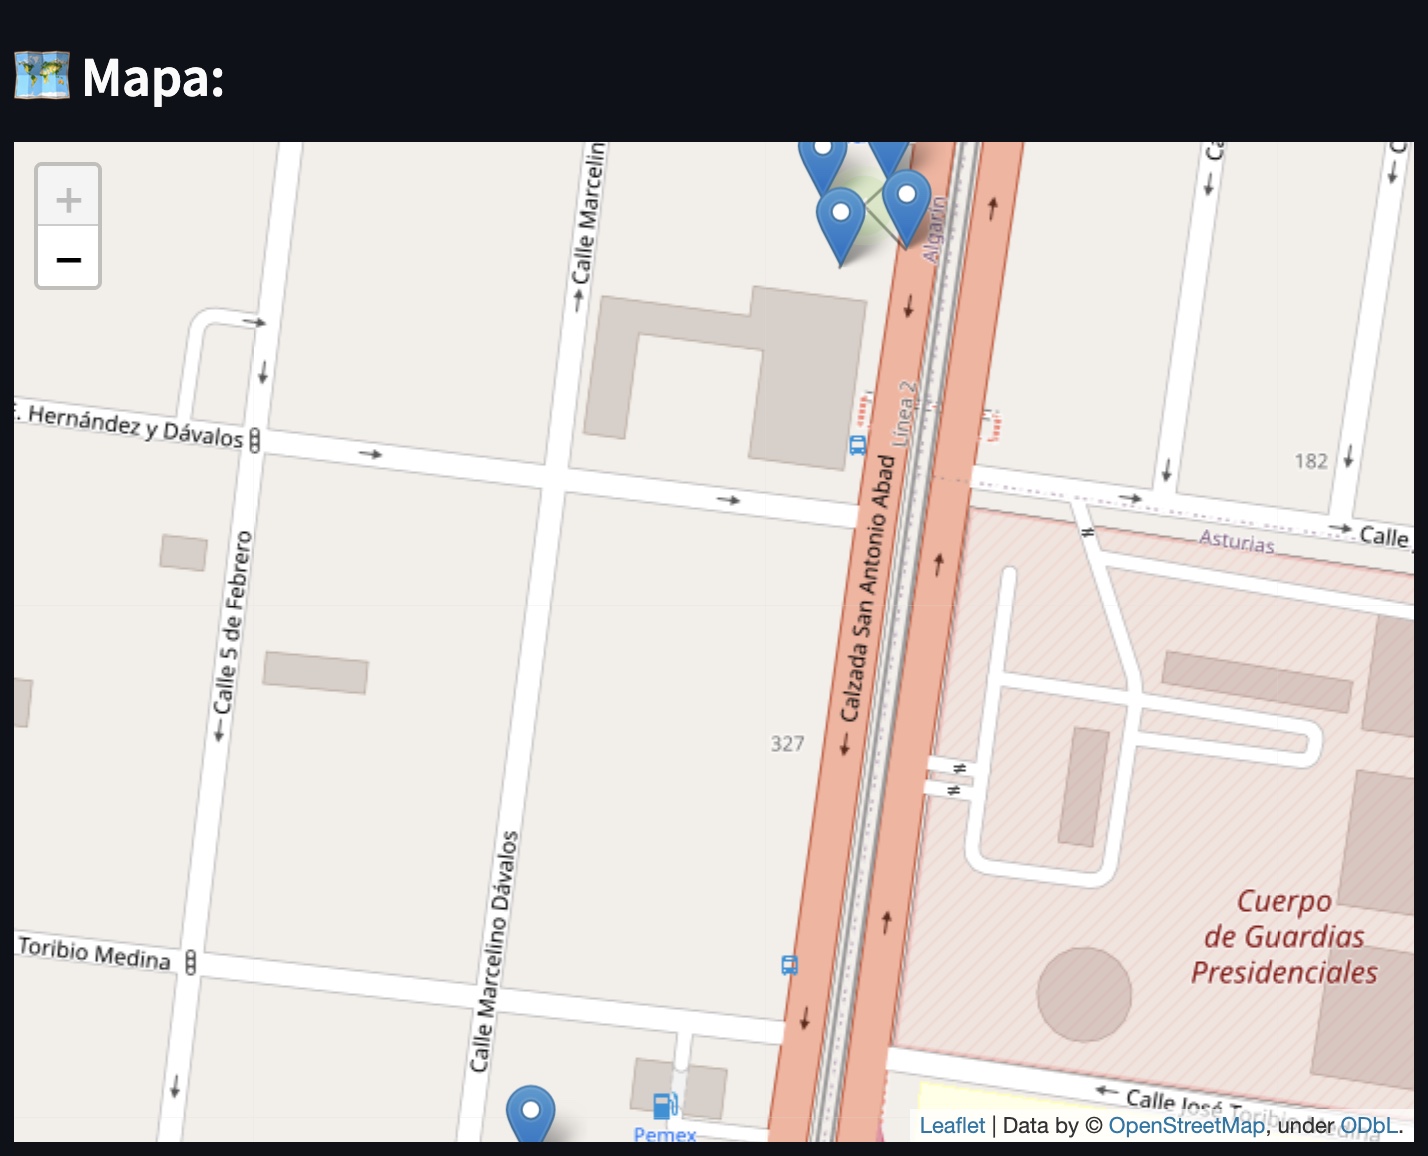 Mapa:
+
−
Calle Marcelin
Algarín
E. Hernández y Dávalos
Línea 2
182
Calle
Asturias
Calle 5 de Febrero
Calzada San Antonio Abad
327
Calle Marcelino Dávalos
Cuerpo
de Guardias
Presidenciales
Toribio Medina
Calle José Toribio Medina
Pemex
Leaflet | Data by © OpenStreetMap, under ODbL.